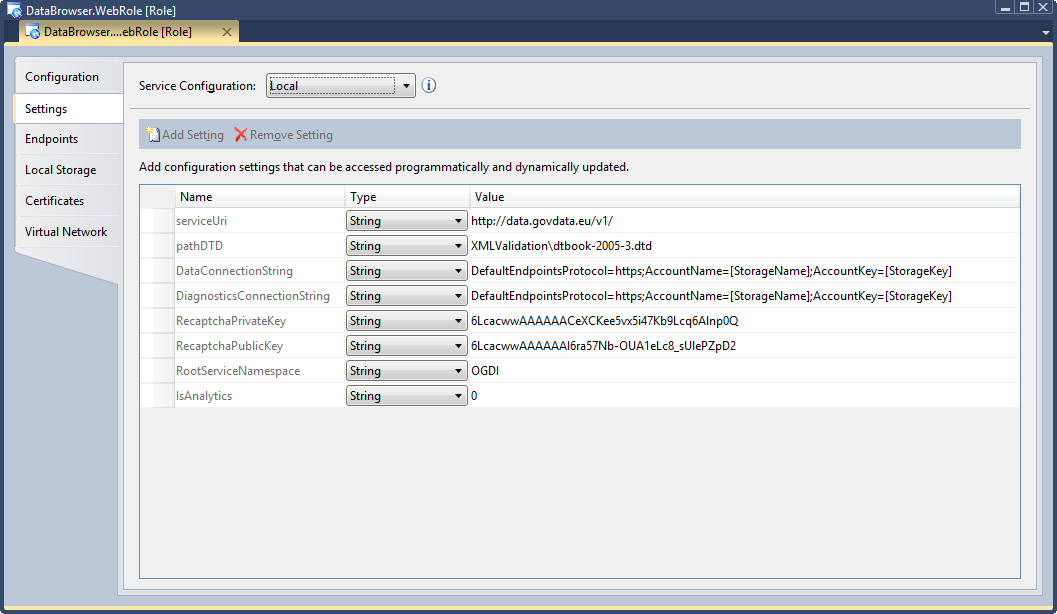 DataBrowser.WebRole [Role]
DataBrowser....ebRole [Role]
Configuration
Settings
Endpoints
Local Storage
Certificates
Virtual Network
Service Configuration: Local
Add Setting Remove Setting
Add configuration settings that can be accessed programmatically and dynamically updated.
Name Type Value
serviceUri String http://data.govdata.eu/v1/
pathDTD String XMLValidation\dtbook-2005-3.dtd
DataConnectionString String DefaultEndpointsProtocol=https;AccountName=[StorageName];AccountKey=[StorageKey]
DiagnosticsConnectionString String DefaultEndpointsProtocol=https;AccountName=[StorageName];AccountKey=[StorageKey]
RecaptchaPrivateKey String 6LcacwwAAAAAACeXCKee5vx5i47Kb9Lcq6AInp0Q
RecaptchaPublicKey String 6LcacwwAAAAAAI6ra57Nb-OUA1eLc8_sUIePZpD2
RootServiceNamespace String OGDI
IsAnalytics String 0